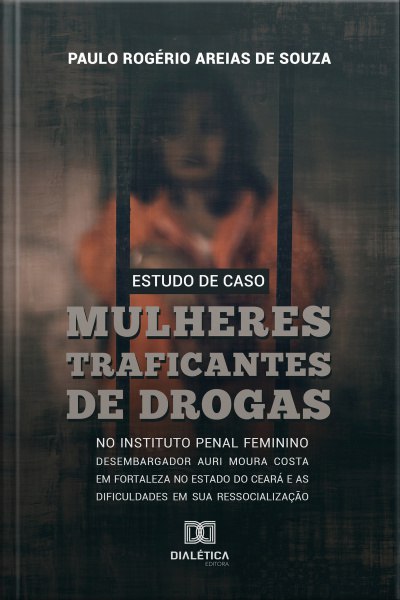 PAULO ROGÉRIO AREIAS DE SOUZA
ESTUDO DE CASO
MULHERES
TRAFICANTES
DE DROGAS
NO INSTITUTO PENAL FEMININO
DESEMBARGADOR AURI MOURA COSTA
EM FORTALEZA NO ESTADO DO CEARÁ E AS
DIFICULDADES EM SUA RESSOCIALIZAÇÃO
DIALÉTICA
EDITORA